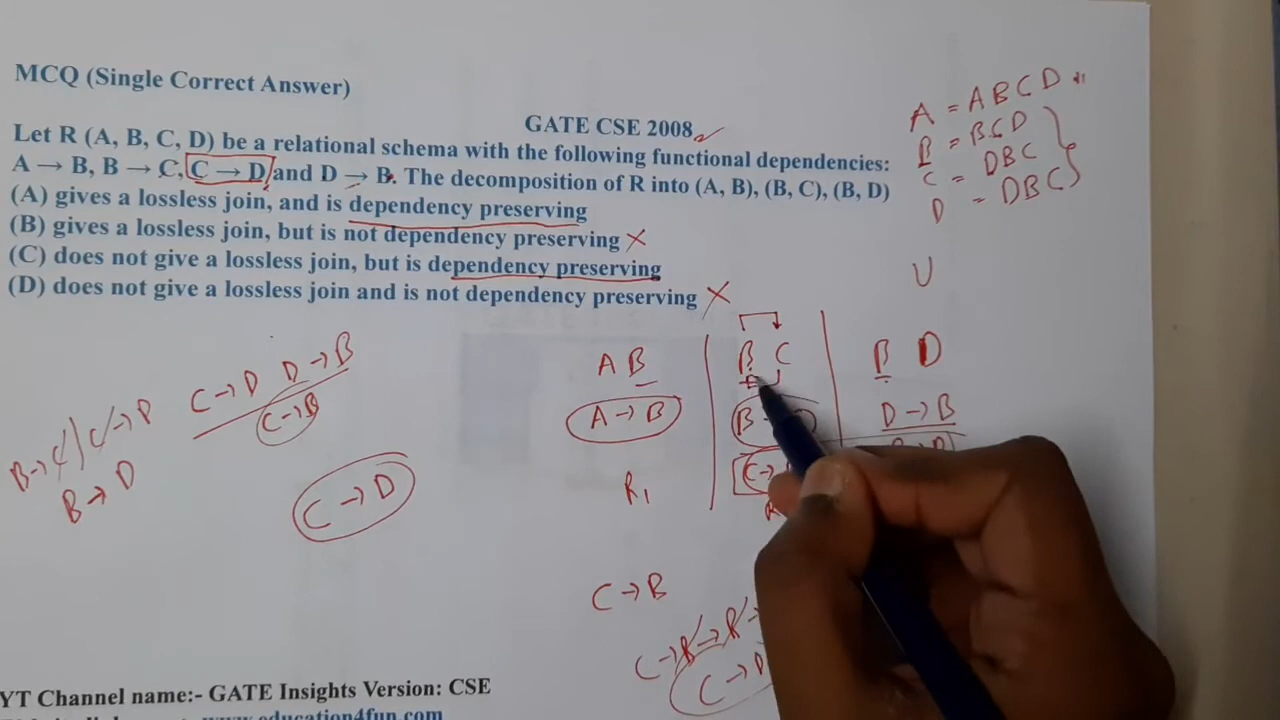 MCQ (Single Correct Answer)
GATE CSE 2008
Let R (A, B, C, D) be a relational schema with the following functional dependencies:
A → B, B → C, C → D and D → B. The decomposition of R into (A, B), (B, C), (B, D)
(A) gives a lossless join, and is dependency preserving
(B) gives a lossless join, but is not dependency preserving
(C) does not give a lossless join, but is dependency preserving
(D) does not give a lossless join and is not dependency preserving
A = ABCD
B = BCD
C = DBC
D = DBC
U
C → D D → B
C → B
B → C C → D
B → D
C → D
A B
A → B
R1
B C
B
C →
B D
D → B
C → B
C → B → B →
C → D
YT Channel name:- GATE Insights Version: CSE
www.education4fun.com